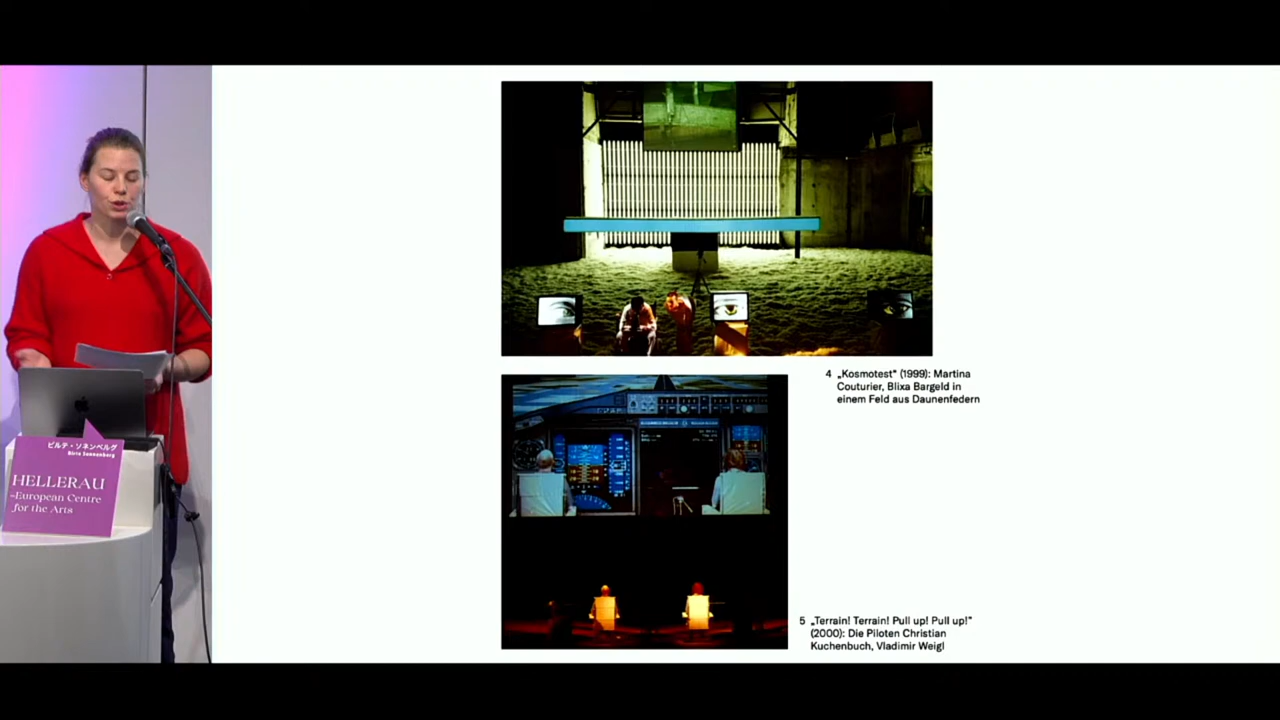 ビルテ・ソネンベルグ
Birte Sonnenberg
HELLERAU
–European Centre
for the Arts
4 „Kosmotest" (1999): Martina
Couturier, Blixa Bargeld in
einem Feld aus Daunenfedern
5 „Terrain! Terrain! Pull up! Pull up!"
(2000): Die Piloten Christian
Kuchenbuch, Vladimir Weigl